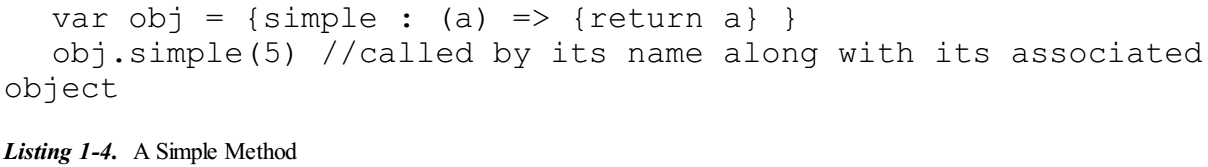 var obj = {simple : (a) => {return a} }
obj.simple(5) //called by its name along with its associated
object
Listing 1-4. A Simple Method